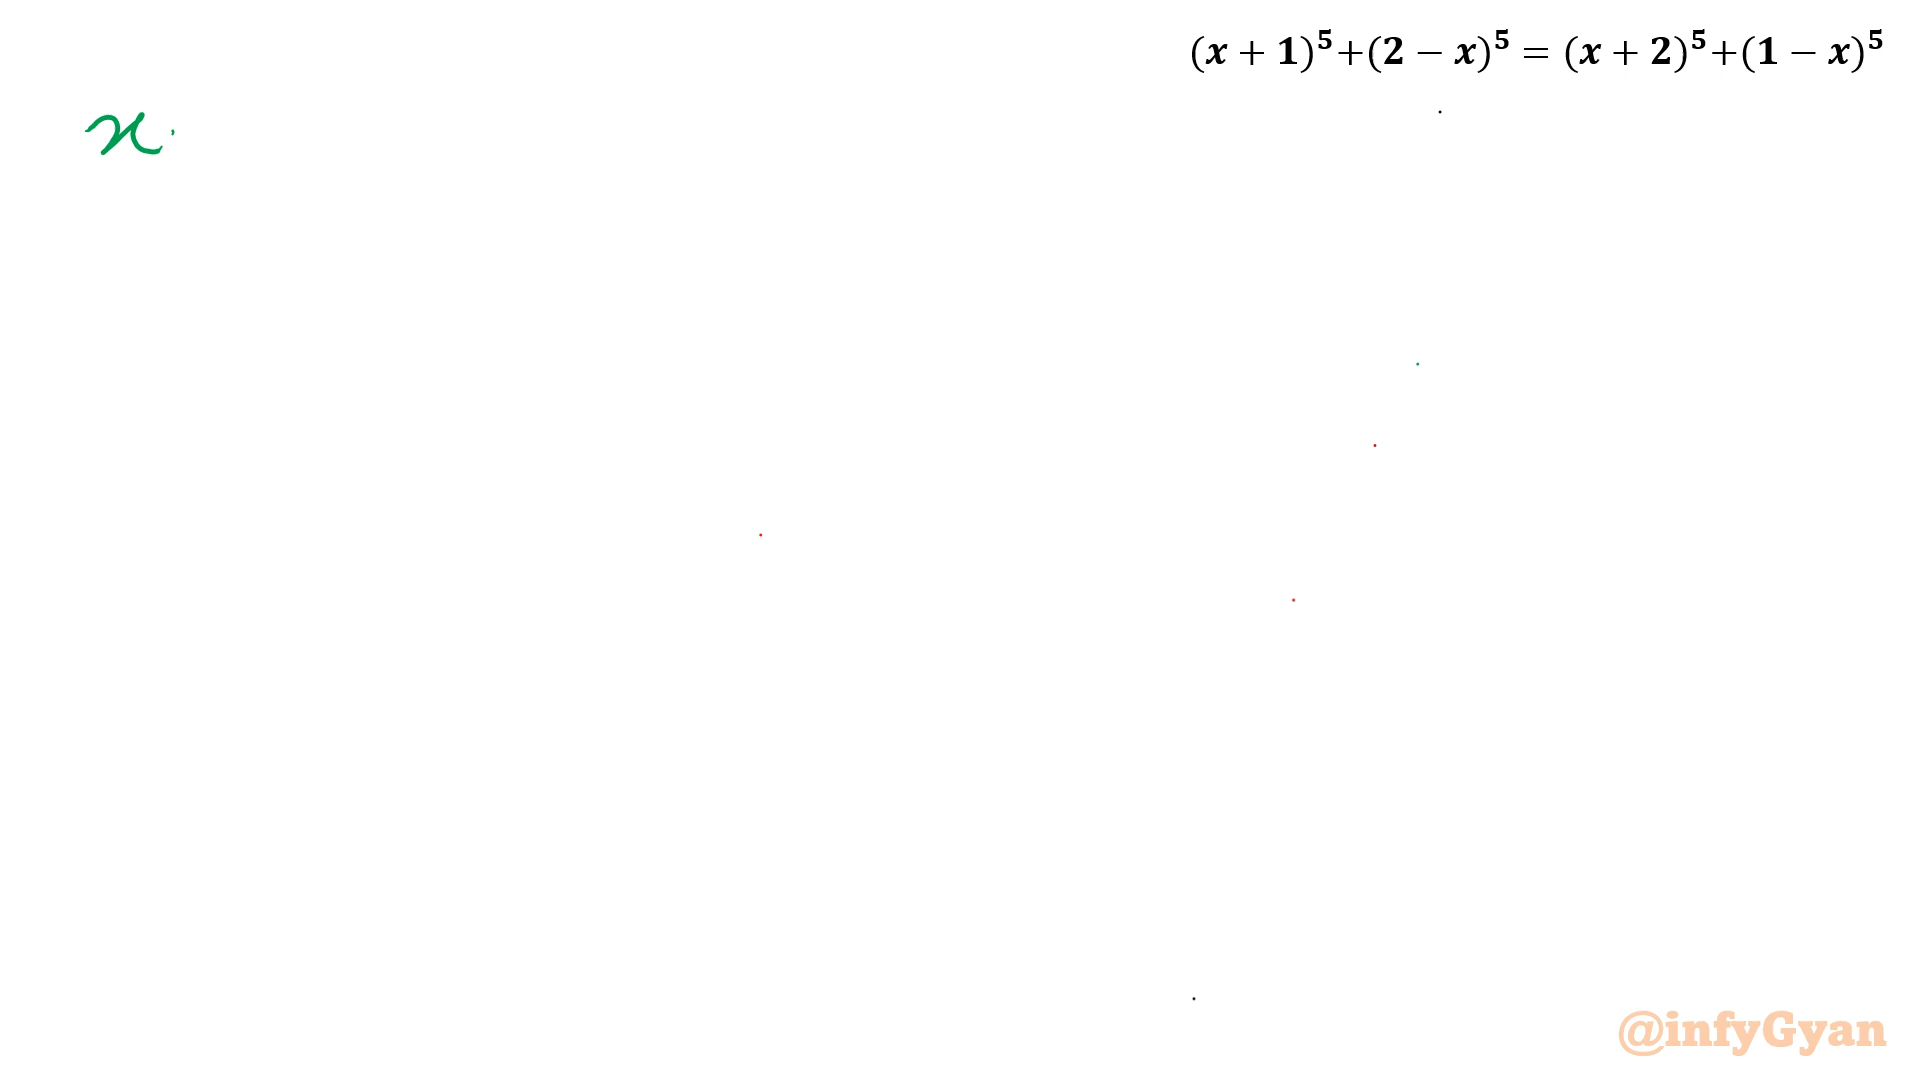 (x + 1)⁵+(2 − x)⁵ = (x + 2)⁵+(1 − x)⁵
x
@infyGyan